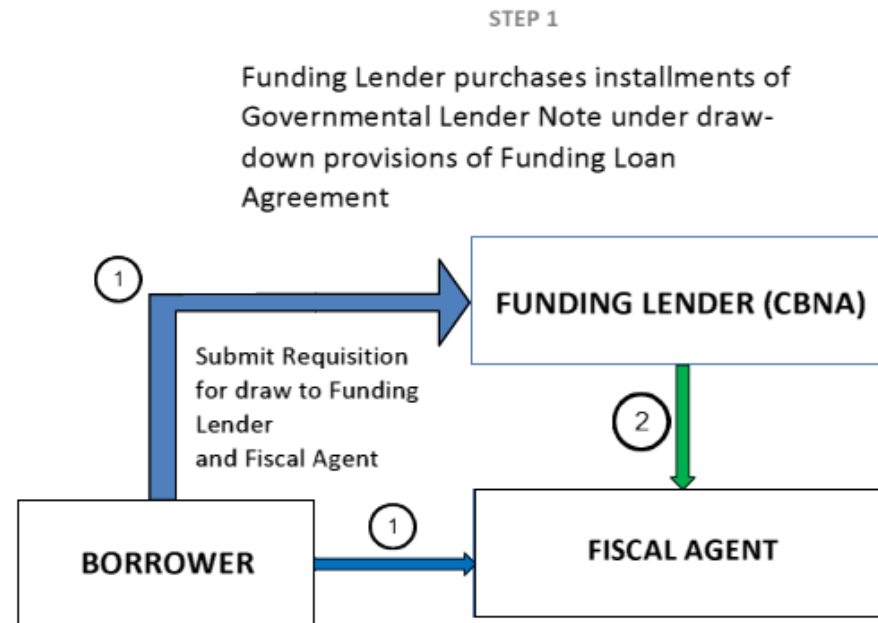 STEP 1
Funding Lender purchases installments of
Governmental Lender Note under draw-
down provisions of Funding Loan
Agreement
1
FUNDING LENDER (CBNA)
Submit Requisition
for draw to Funding
Lender
and Fiscal Agent
2
1
BORROWER
FISCAL AGENT